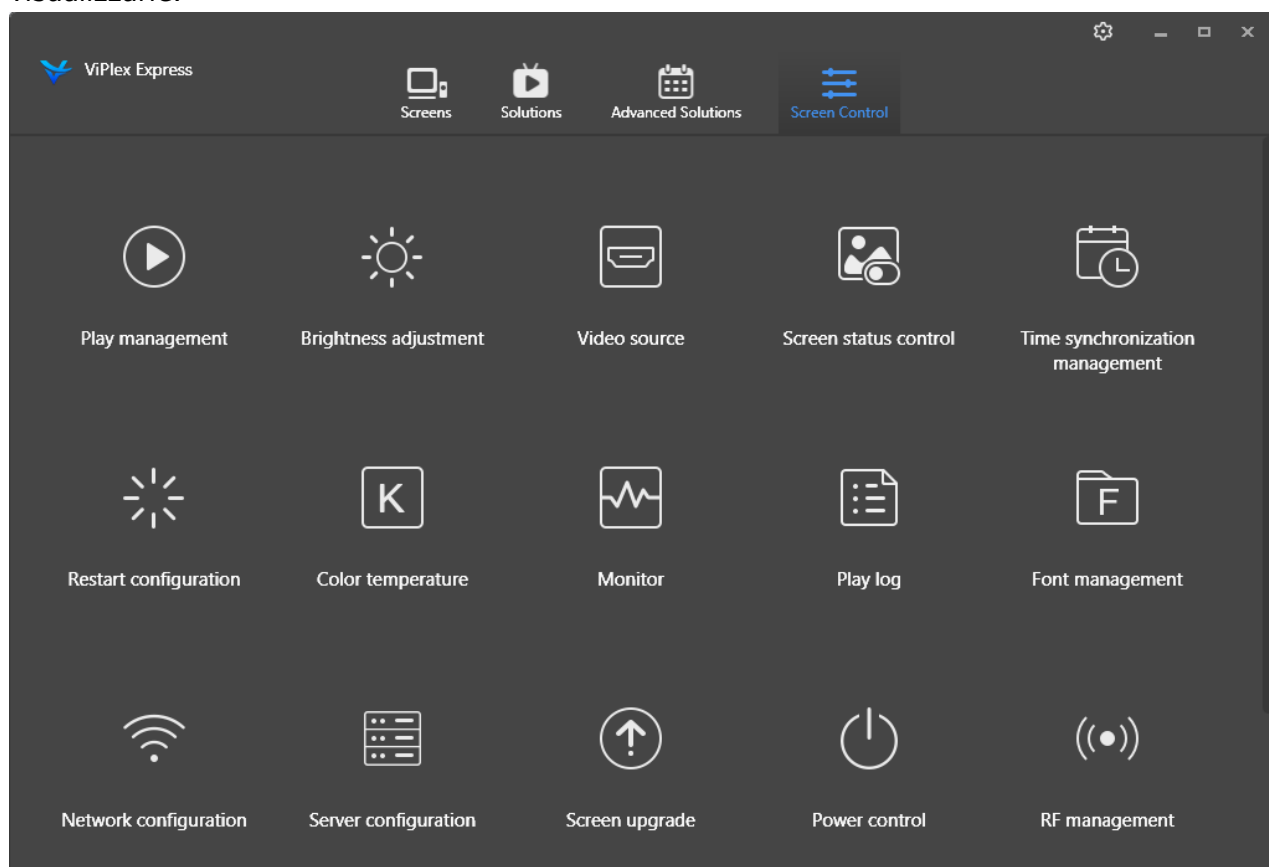 ViPlex Express
Screens
Solutions
Advanced Solutions
Screen Control
Play management
Brightness adjustment
Video source
Screen status control
Time synchronization
management
Restart configuration
K
Color temperature
Monitor
Play log
F
Font management
Network configuration
Server configuration
Screen upgrade
Power control
RF management